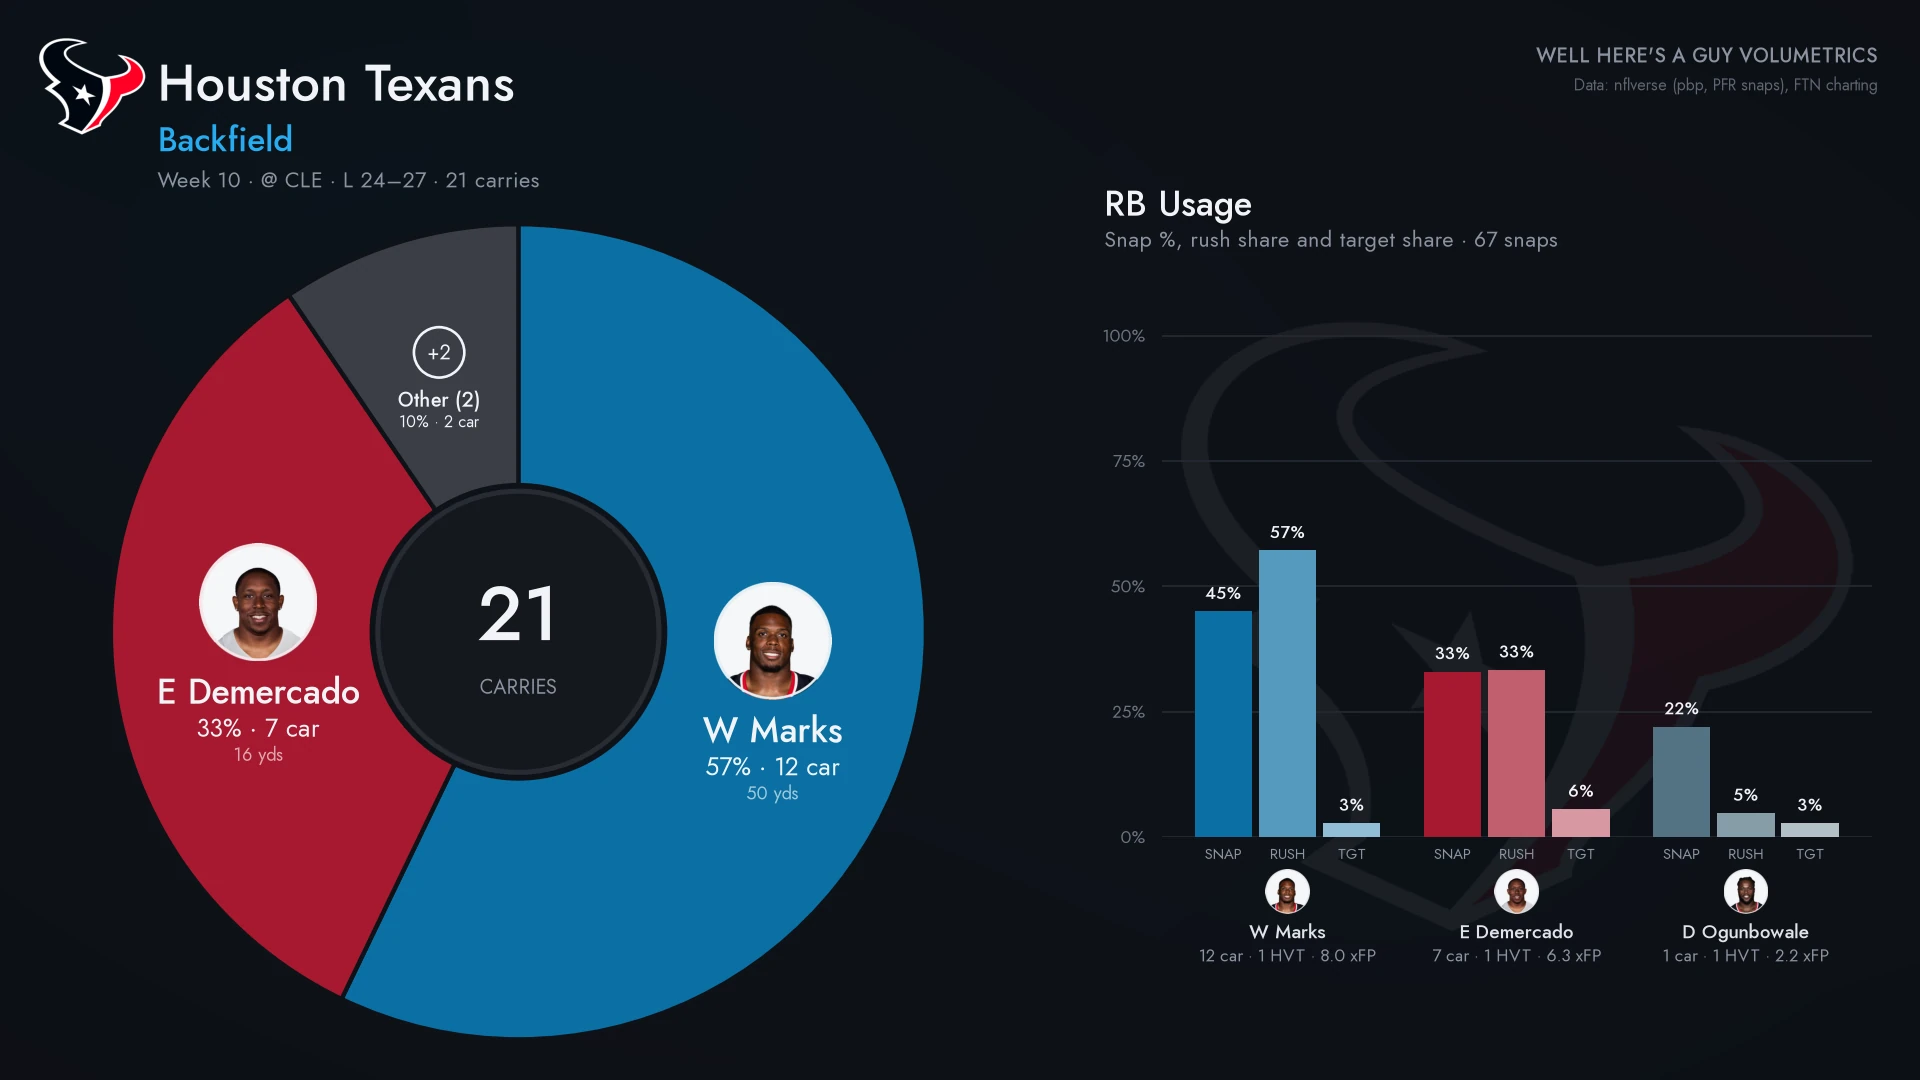 Houston Texans
Backfield
Week 10 · @ CLE · L 24–27 · 21 carries
WELL HERE'S A GUY VOLUMETRICS
Data: nflverse (pbp, PFR snaps), FTN charting
+2
Other (2)
10% · 2 car
E Demercado
33% · 7 car
16 yds
21
CARRIES
W Marks
57% · 12 car
50 yds
RB Usage
Snap %, rush share and target share · 67 snaps
100%
75%
50%
25%
0%
45%
57%
3%
33%
33%
6%
22%
5%
3%
SNAP RUSH TGT
SNAP RUSH TGT
SNAP RUSH TGT
W Marks
12 car · 1 HVT · 8.0 xFP
E Demercado
7 car · 1 HVT · 6.3 xFP
D Ogunbowale
1 car · 1 HVT · 2.2 xFP